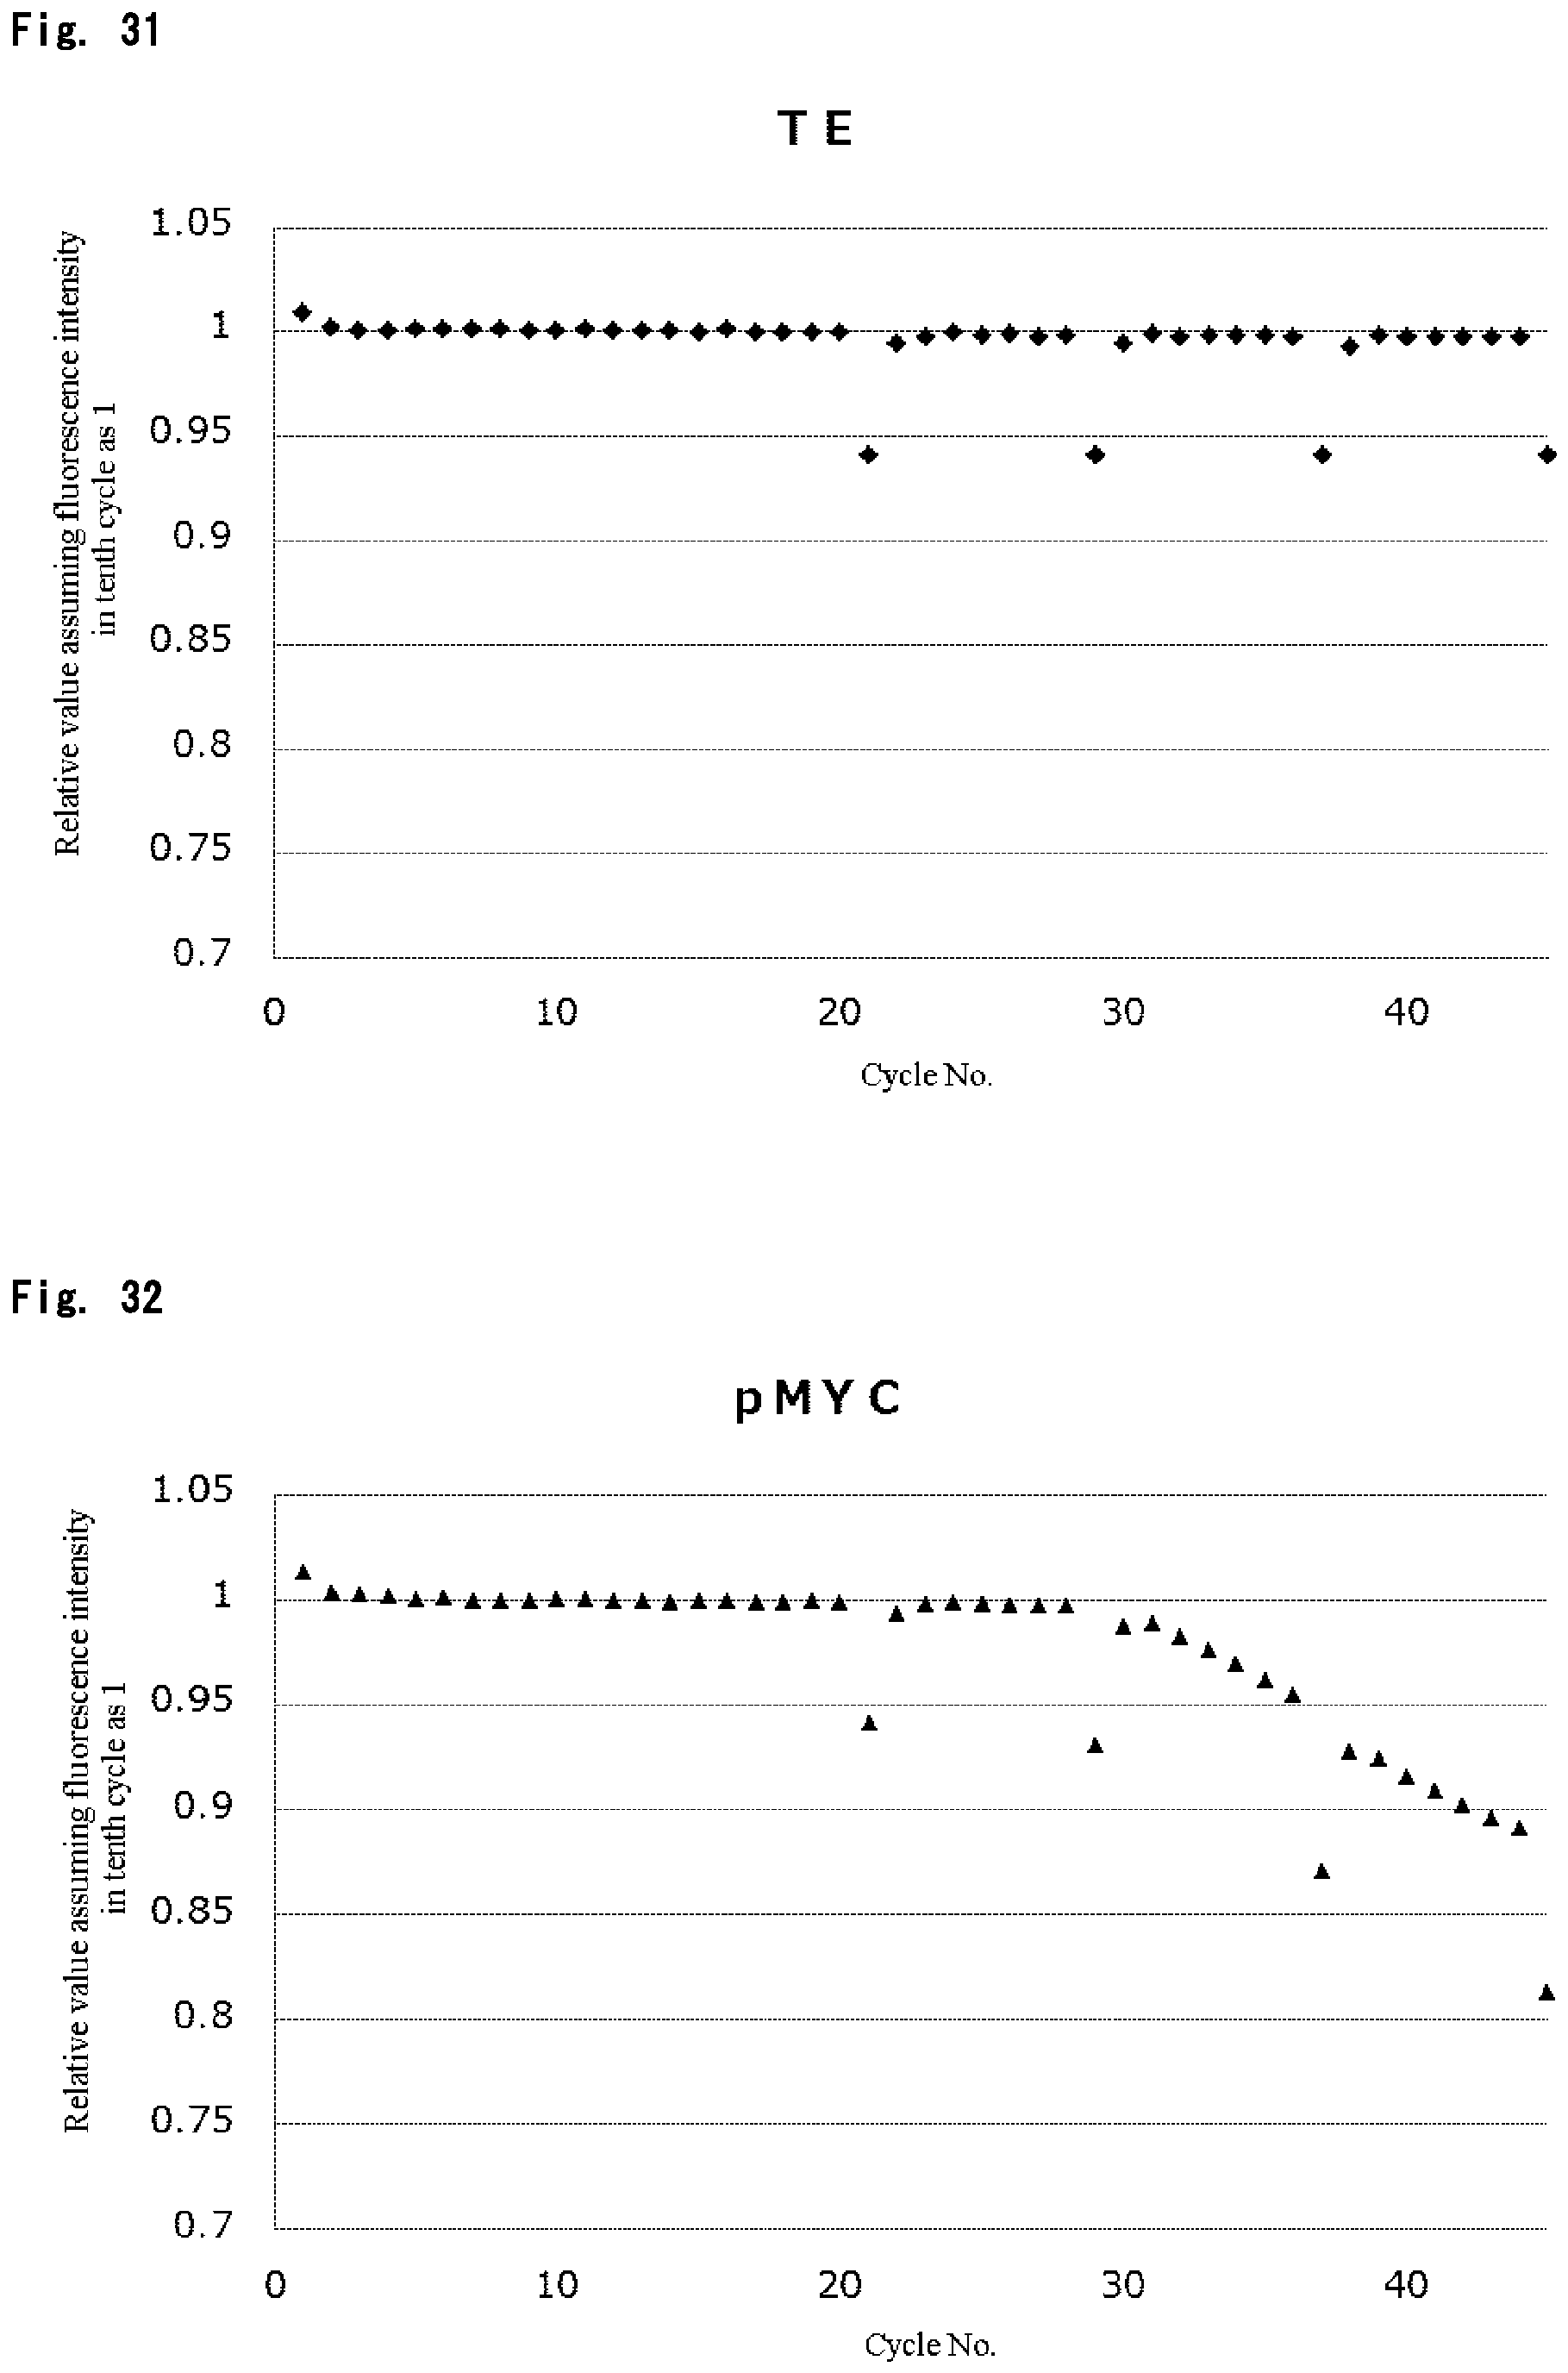 Fig. 31
TE
1.05
1
0.95
0.9
0.85
0.8
0.75
0.7
Relative value assuming fluorescence intensity
in tenth cycle as 1
0 10 20 30 40
Cycle No.
Fig. 32
pMYC
1.05
1
0.95
0.9
0.85
0.8
0.75
0.7
Relative value assuming fluorescence intensity
in tenth cycle as 1
0 10 20 30 40
Cycle No.